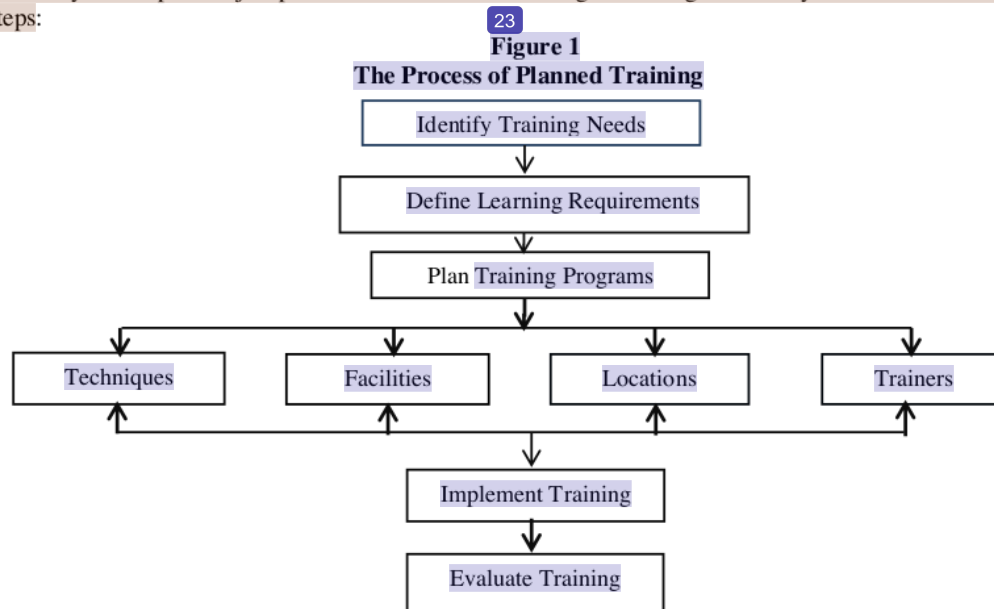 teps:
23
Figure 1
The Process of Planned Training
Identify Training Needs
Define Learning Requirements
Plan Training Programs
Techniques Facilities Locations Trainers
Implement Training
Evaluate Training